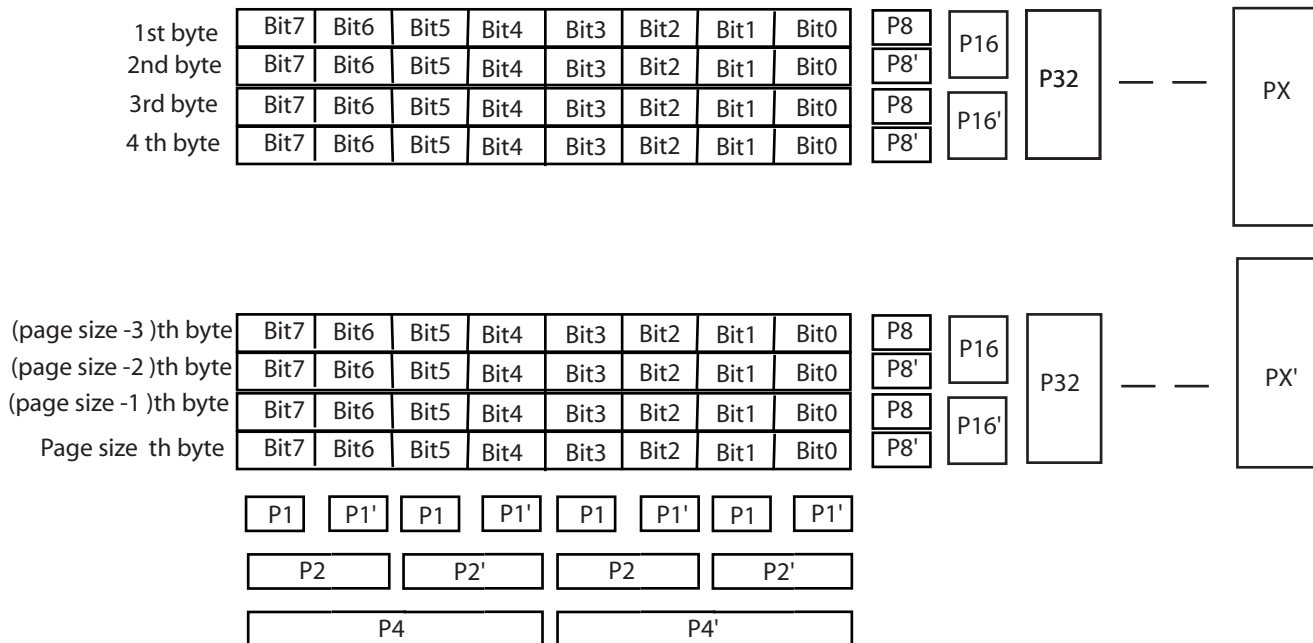 1st byte Bit7 Bit6 Bit5 Bit4 Bit3 Bit2 Bit1 Bit0 P8 P16 P32 PX
2nd byte Bit7 Bit6 Bit5 Bit4 Bit3 Bit2 Bit1 Bit0 P8'
3rd byte Bit7 Bit6 Bit5 Bit4 Bit3 Bit2 Bit1 Bit0 P8 P16'
4 th byte Bit7 Bit6 Bit5 Bit4 Bit3 Bit2 Bit1 Bit0 P8'
(page size -3 )th byte Bit7 Bit6 Bit5 Bit4 Bit3 Bit2 Bit1 Bit0 P8 P16 P32 PX'
(page size -2 )th byte Bit7 Bit6 Bit5 Bit4 Bit3 Bit2 Bit1 Bit0 P8'
(page size -1 )th byte Bit7 Bit6 Bit5 Bit4 Bit3 Bit2 Bit1 Bit0 P8 P16'
Page size th byte Bit7 Bit6 Bit5 Bit4 Bit3 Bit2 Bit1 Bit0 P8'
P1 P1' P1 P1' P1 P1' P1 P1'
P2 P2' P2 P2'
P4 P4'